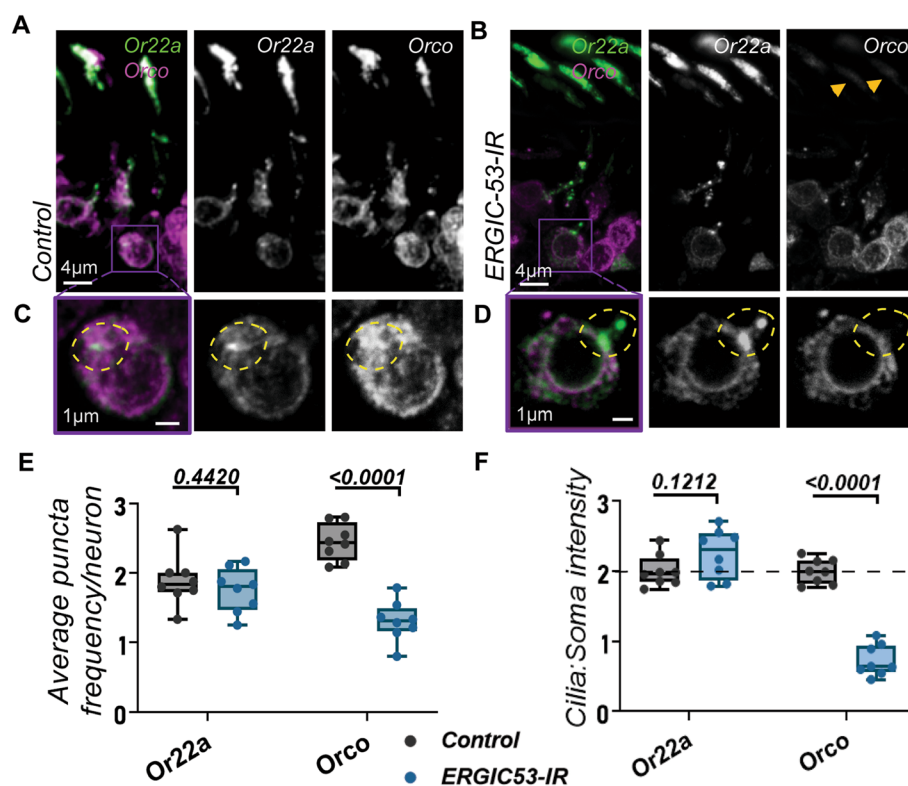 A
Or22a
Orco
Or22a
Orco
Control
4µm
B
Or22a
Orco
Or22a
Orco
ERGIC-53-IR
4µm
C
1µm
D
1µm
E
0.4420
<0.0001
Average puncta
frequency/neuron
3
2
1
0
Or22a
Orco
F
0.1212
<0.0001
Cilia:Soma intensity
3
2
1
0
Or22a
Orco
Control
ERGIC53-IR